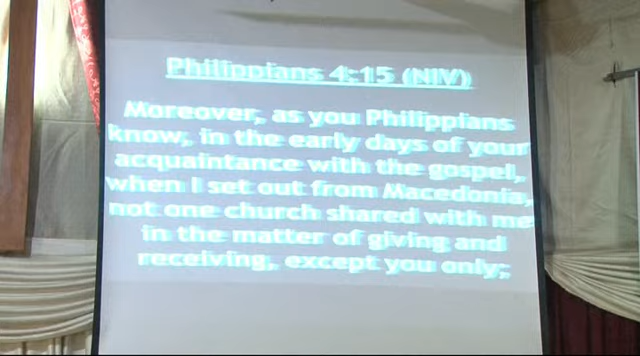 Philippians 4:15 (NIV)
Moreover, as you Philippians
know, in the early days of your
acquaintance with the gospel,
when I set out from Macedonia,
not one church shared with me
in the matter of giving and
receiving, except you only;